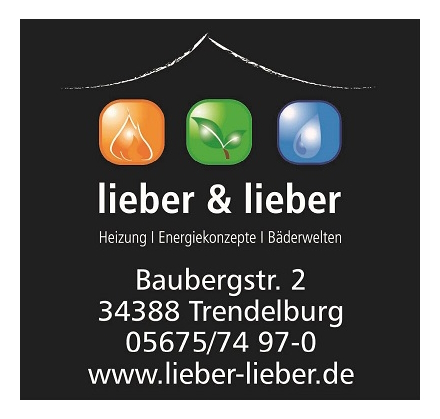 lieber & lieber
Heizung | Energiekonzepte | Bäderwelten
Baubergstr. 2
34388 Trendelburg
05675/74 97-0
www.lieber-lieber.de